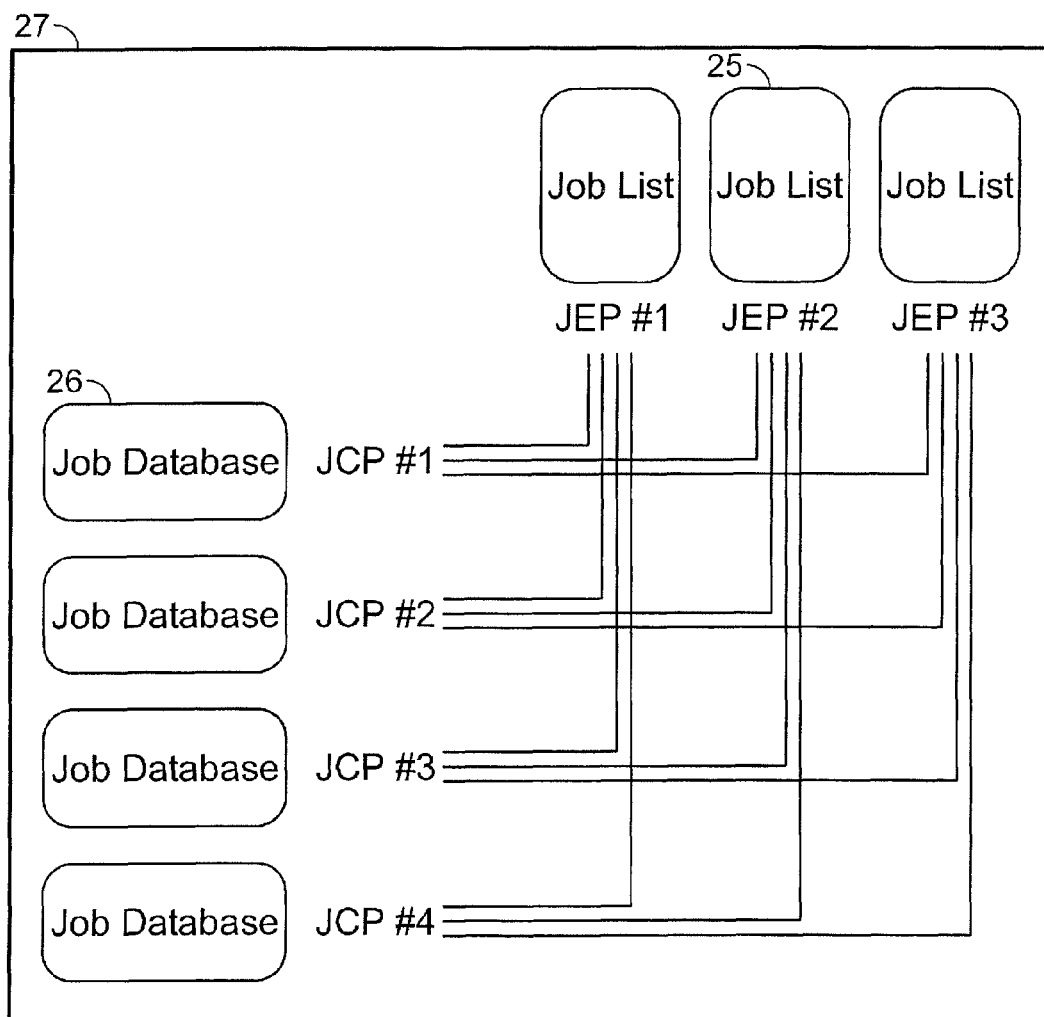 27
25
Job List Job List Job List
JEP #1 JEP #2 JEP #3
26
Job Database JCP #1
Job Database JCP #2
Job Database JCP #3
Job Database JCP #4